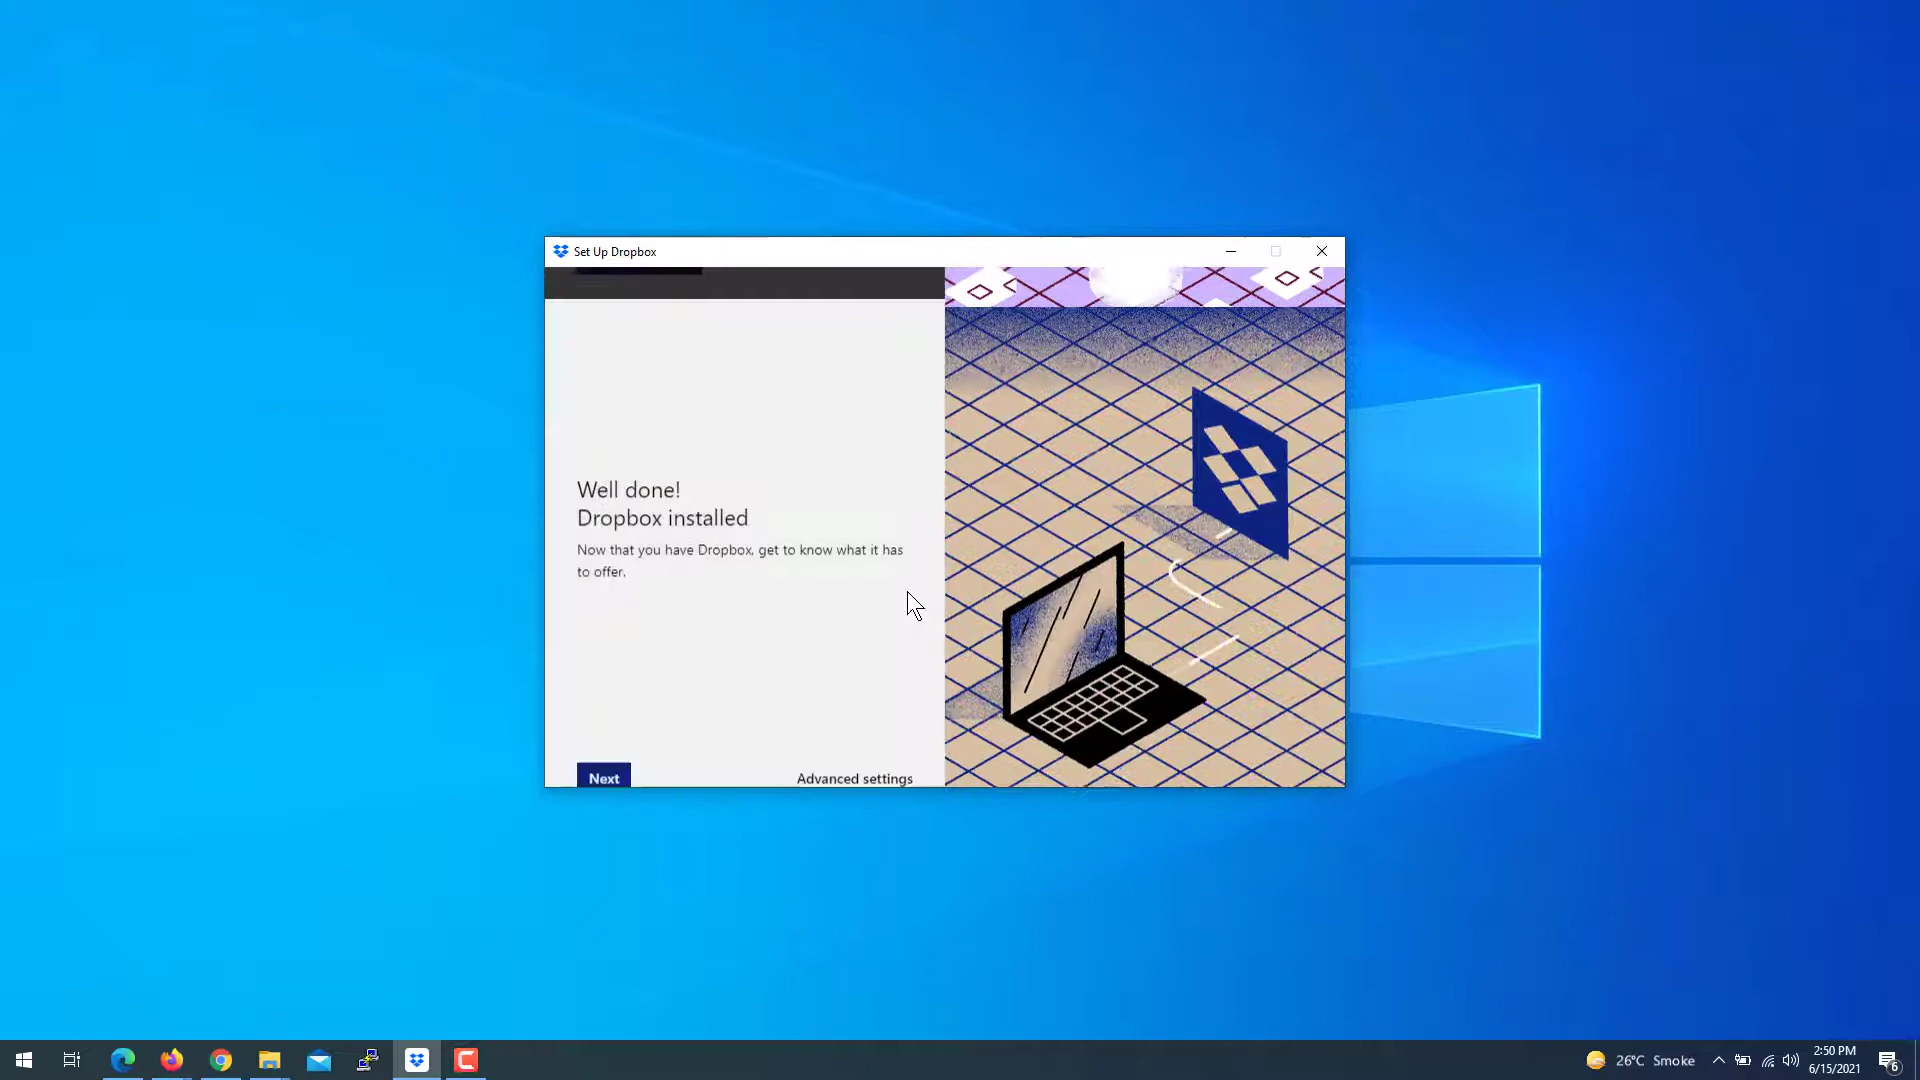 Set Up Dropbox
Well done!
Dropbox installed
Now that you have Dropbox, get to know what it has
to offer.
Next
Advanced settings
26°C Smoke
2:50 PM
6/15/2021
6